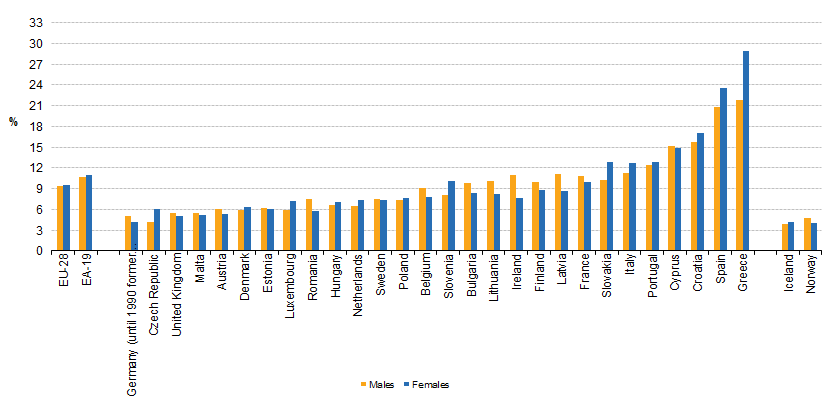 33
30
27
24
21
%
18
15
12
9
6
3
0
EU-28
EA-19
Germany (until 1990 former...
Czech Republic
United Kingdom
Malta
Austria
Denmark
Estonia
Luxembourg
Romania
Hungary
Netherlands
Sweden
Poland
Belgium
Slovenia
Bulgaria
Lithuania
Ireland
Finland
Latvia
France
Slovakia
Italy
Portugal
Cyprus
Croatia
Spain
Greece
Iceland
Norway
Males Females